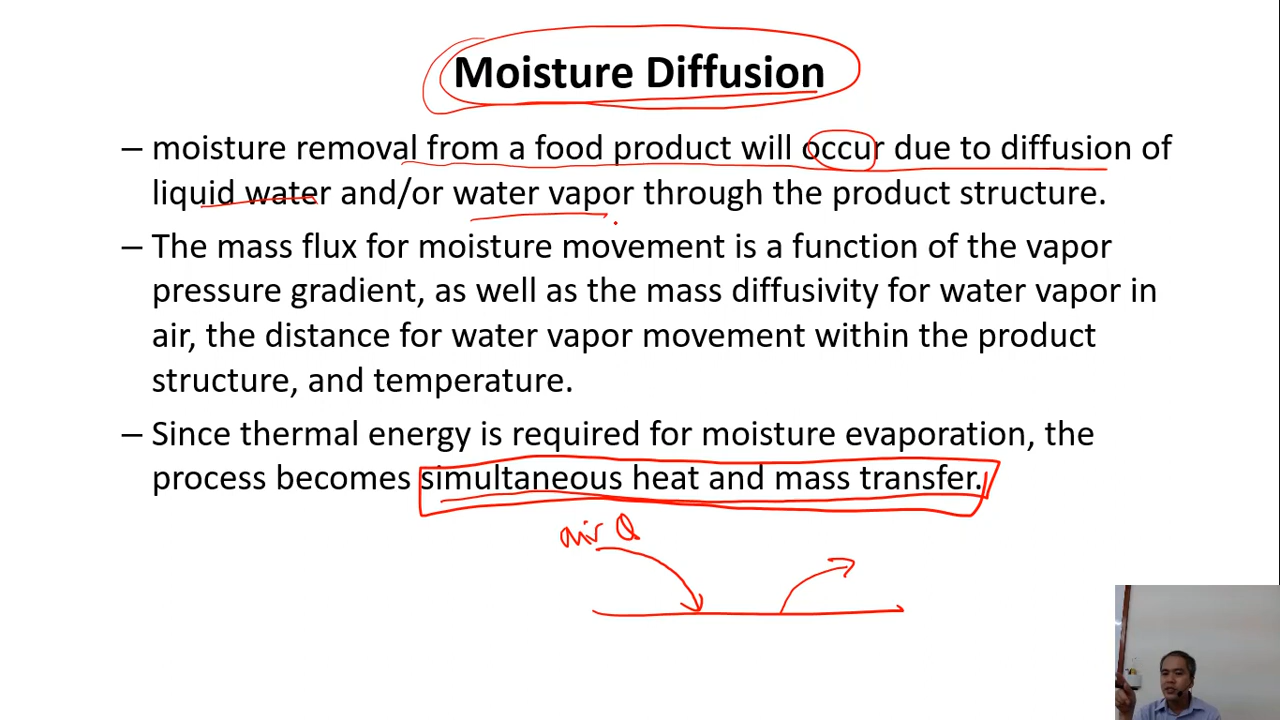 Moisture Diffusion
– moisture removal from a food product will occur due to diffusion of
liquid water and/or water vapor through the product structure.
– The mass flux for moisture movement is a function of the vapor
pressure gradient, as well as the mass diffusivity for water vapor in
air, the distance for water vapor movement within the product
structure, and temperature.
– Since thermal energy is required for moisture evaporation, the
process becomes simultaneous heat and mass transfer.
air Q